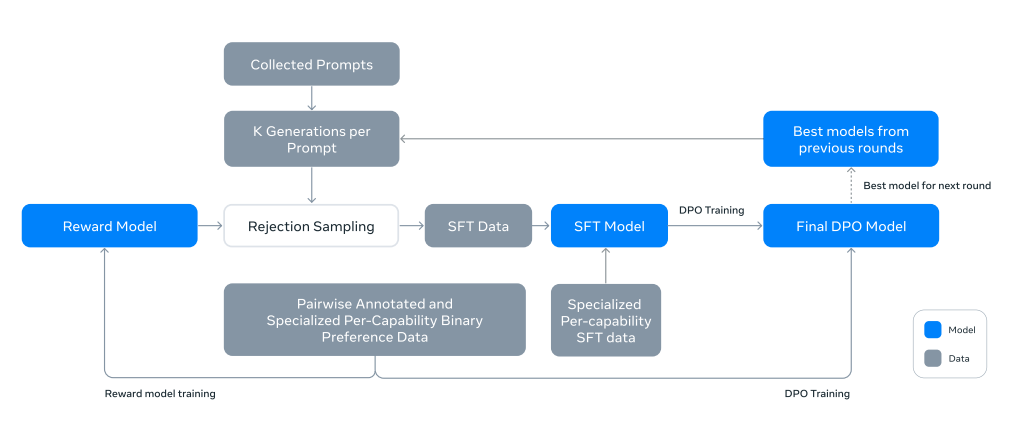 Collected Prompts
K Generations per
Prompt
Best models from
previous rounds
Best model for next round
Reward Model
Rejection Sampling
SFT Data
SFT Model
DPO Training
Final DPO Model
Pairwise Annotated and
Specialized Per-Capability Binary
Preference Data
Specialized
Per-capability
SFT data
Model
Data
Reward model training
DPO Training